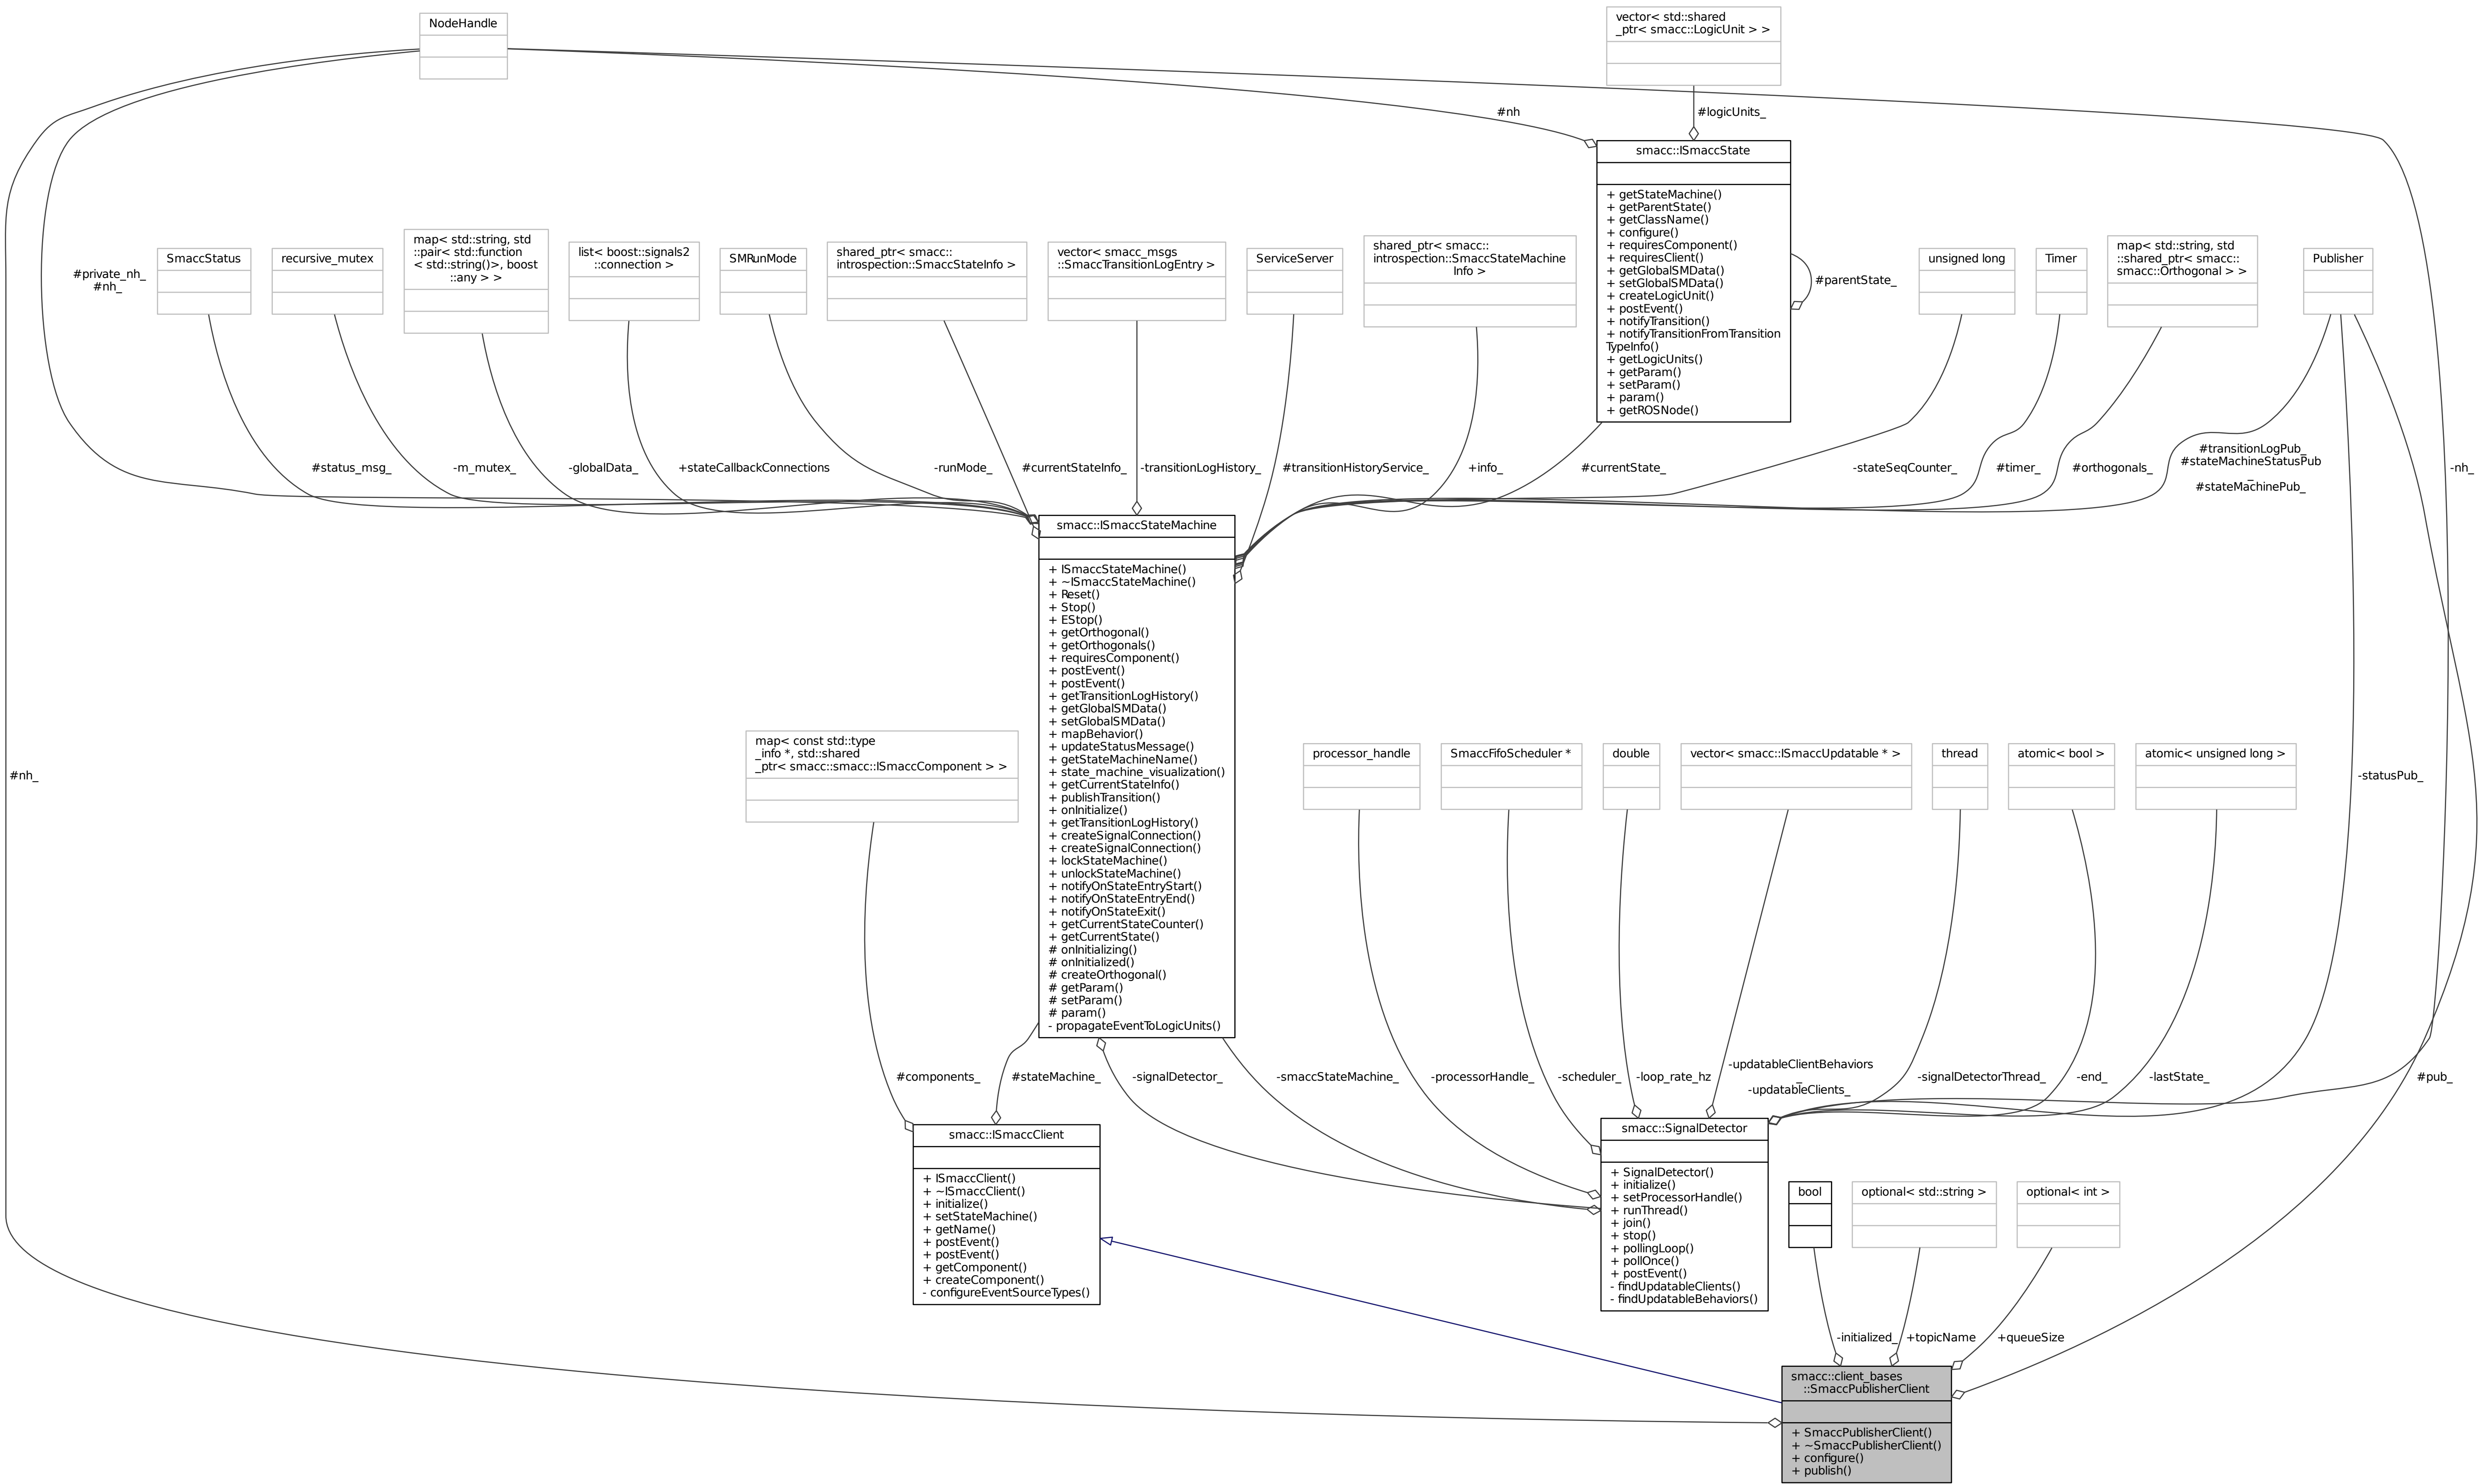 NodeHandle
vector< std::shared
_ptr< smacc::LogicUnit > >
#nh
#logicUnits_
smacc::ISmaccState
+ getStateMachine()
+ getParentState()
+ getClassName()
+ configure()
+ requiresComponent()
+ requiresClient()
+ getGlobalSMData()
+ setGlobalSMData()
+ createLogicUnit()
+ postEvent()
+ notifyTransition()
+ notifyTransitionFromTransition
TypeInfo()
+ getLogicUnits()
+ getParam()
+ setParam()
+ param()
+ getROSNode()
#parentState_
#private_nh_
#nh_
SmaccStatus
recursive_mutex
map< std::string, std
::pair< std::function
< std::string()>, boost
::any > >
list< boost::signals2
::connection >
SMRunMode
shared_ptr< smacc::
introspection::SmaccStateInfo >
vector< smacc_msgs
::SmaccTransitionLogEntry >
ServiceServer
shared_ptr< smacc::
introspection::SmaccStateMachine
Info >
unsigned long
Timer
map< std::string, std
::shared_ptr< smacc::
smacc::Orthogonal > >
Publisher
#status_msg_
-m_mutex_
-globalData_
+stateCallbackConnections
-runMode_
#currentStateInfo_
-transitionLogHistory_
#transitionHistoryService_
+info_
#currentState_
-stateSeqCounter_
#timer_
#orthogonals_
#transitionLogPub_
#stateMachineStatusPub
_
#stateMachinePub_
-nh_
smacc::ISmaccStateMachine
+ ISmaccStateMachine()
+ ~ISmaccStateMachine()
+ Reset()
+ Stop()
+ EStop()
+ getOrthogonal()
+ getOrthogonals()
+ requiresComponent()
+ postEvent()
+ postEvent()
+ getTransitionLogHistory()
+ getGlobalSMData()
+ setGlobalSMData()
+ mapBehavior()
+ updateStatusMessage()
+ getStateMachineName()
+ state_machine_visualization()
+ getCurrentStateInfo()
+ publishTransition()
+ onInitialize()
+ getTransitionLogHistory()
+ createSignalConnection()
+ createSignalConnection()
+ lockStateMachine()
+ unlockStateMachine()
+ notifyOnStateEntryStart()
+ notifyOnStateEntryEnd()
+ notifyOnStateExit()
+ getCurrentStateCounter()
+ getCurrentState()
# onInitializing()
# onInitialized()
# createOrthogonal()
# getParam()
# setParam()
# param()
- propagateEventToLogicUnits()
#nh_
map< const std::type
_info *, std::shared
_ptr< smacc::smacc::ISmaccComponent > >
processor_handle
SmaccFifoScheduler *
double
vector< smacc::ISmaccUpdatable * >
thread
atomic< bool >
atomic< unsigned long >
-statusPub_
#components_
#stateMachine_
-signalDetector_
-smaccStateMachine_
-processorHandle_
-scheduler_
-loop_rate_hz
-updatableClientBehaviors
_
-updatableClients_
-signalDetectorThread_
-end_
-lastState_
#pub_
smacc::ISmaccClient
+ ISmaccClient()
+ ~ISmaccClient()
+ initialize()
+ setStateMachine()
+ getName()
+ postEvent()
+ postEvent()
+ getComponent()
+ createComponent()
- configureEventSourceTypes()
smacc::SignalDetector
+ SignalDetector()
+ initialize()
+ setProcessorHandle()
+ runThread()
+ join()
+ stop()
+ pollingLoop()
+ pollOnce()
+ postEvent()
- findUpdatableClients()
- findUpdatableBehaviors()
bool
optional< std::string >
optional< int >
-initialized_
+topicName
+queueSize
smacc::client_bases
::SmaccPublisherClient
+ SmaccPublisherClient()
+ ~SmaccPublisherClient()
+ configure()
+ publish()